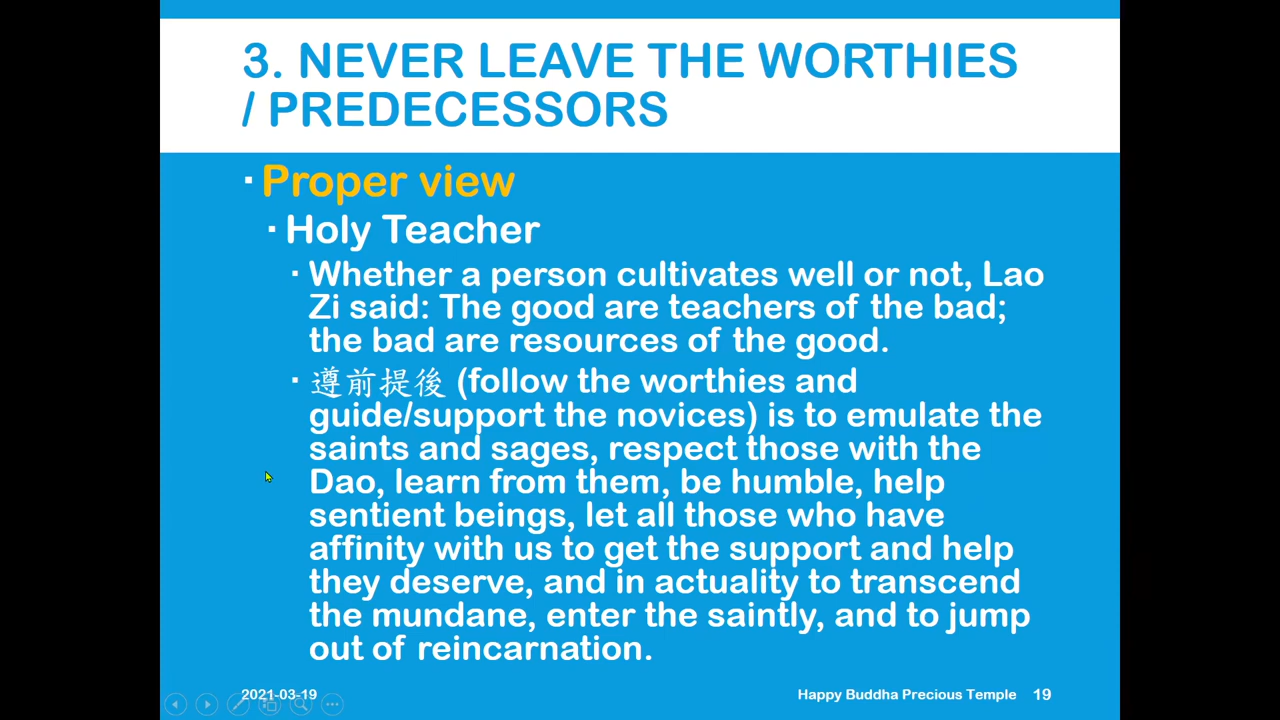 3. NEVER LEAVE THE WORTHIES
/ PREDECESSORS
▪ Proper view
▪ Holy Teacher
▪ Whether a person cultivates well or not, Lao
Zi said: The good are teachers of the bad;
the bad are resources of the good.
▪ 遵前提後 (follow the worthies and
guide/support the novices) is to emulate the
saints and sages, respect those with the
Dao, learn from them, be humble, help
sentient beings, let all those who have
affinity with us to get the support and help
they deserve, and in actuality to transcend
the mundane, enter the saintly, and to jump
out of reincarnation.
2021-03-19 Happy Buddha Precious Temple 19